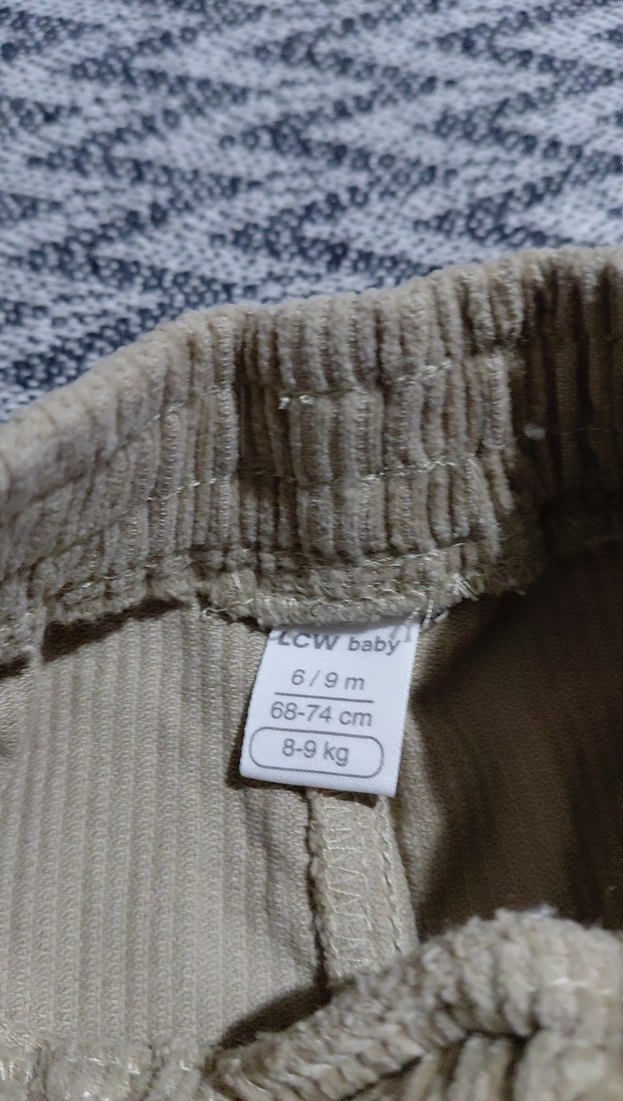 LCW baby
6 / 9 m
68-74 cm
8-9 kg